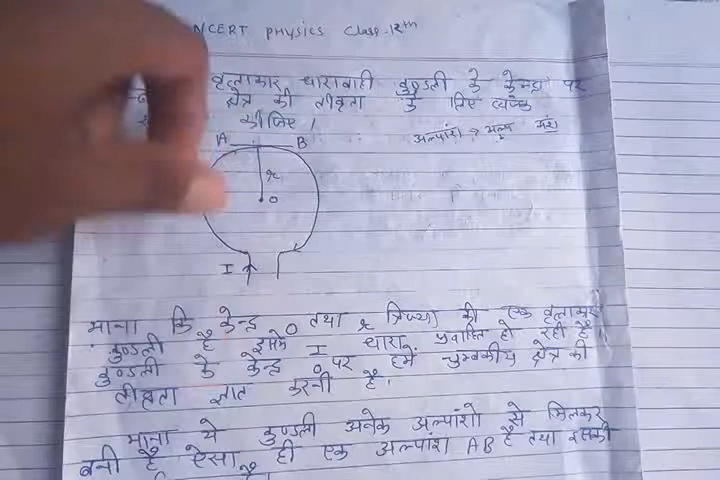 NCERT PHYSICS Class-12th
वृत्ताकार धारावाही कुण्डली के केन्द्र पर
क्षेत्र की तीव्रता के लिए व्यंजक
कीजिए।
अल्पांश →
A B
r
O
I
माना कि केन्द्र O तथा r त्रिज्या की एक वृत्ताकार
कुण्डली है इसमे I धारा प्रवाहित हो रही है।
कुण्डली के केन्द्र O पर हमें चुम्बकीय क्षेत्र की
तीव्रता ज्ञात करनी है।
माना ये कुण्डली अनेक अल्पांशो से मिलकर
बनी है ऐसा ही एक अल्पांश AB है तथा इसकी